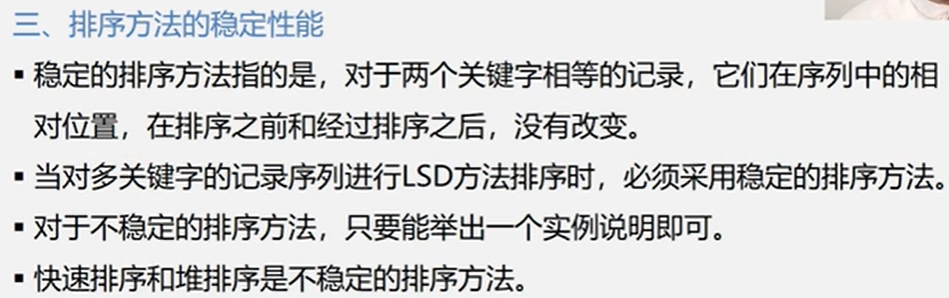 三、排序方法的稳定性能
▪ 稳定的排序方法指的是，对于两个关键字相等的记录，它们在序列中的相
对位置，在排序之前和经过排序之后，没有改变。
▪ 当对多关键字的记录序列进行LSD方法排序时，必须采用稳定的排序方法。
▪ 对于不稳定的排序方法，只要能举出一个实例说明即可。
▪ 快速排序和堆排序是不稳定的排序方法。